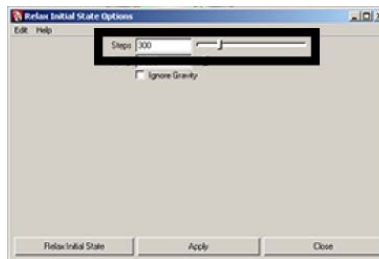 Relax Initial State Options
Edit Help
Steps 300
Ignore Gravity
Relax Initial State Apply Close